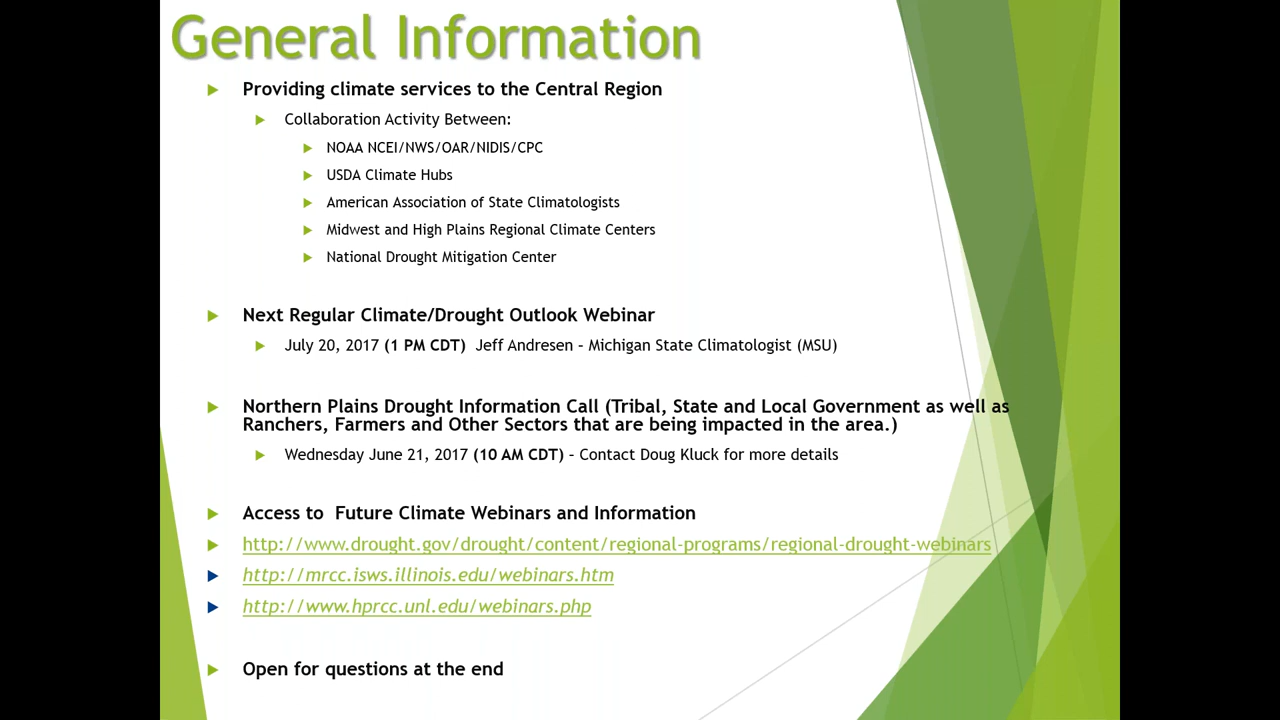 General Information
Providing climate services to the Central Region
Collaboration Activity Between:
NOAA NCEI/NWS/OAR/NIDIS/CPC
USDA Climate Hubs
American Association of State Climatologists
Midwest and High Plains Regional Climate Centers
National Drought Mitigation Center
Next Regular Climate/Drought Outlook Webinar
July 20, 2017 (1 PM CDT)  Jeff Andresen – Michigan State Climatologist (MSU)
Northern Plains Drought Information Call (Tribal, State and Local Government as well as
Ranchers, Farmers and Other Sectors that are being impacted in the area.)
Wednesday June 21, 2017 (10 AM CDT) – Contact Doug Kluck for more details
Access to  Future Climate Webinars and Information
http://www.drought.gov/drought/content/regional-programs/regional-drought-webinars
http://mrcc.isws.illinois.edu/webinars.htm
http://www.hprcc.unl.edu/webinars.php
Open for questions at the end